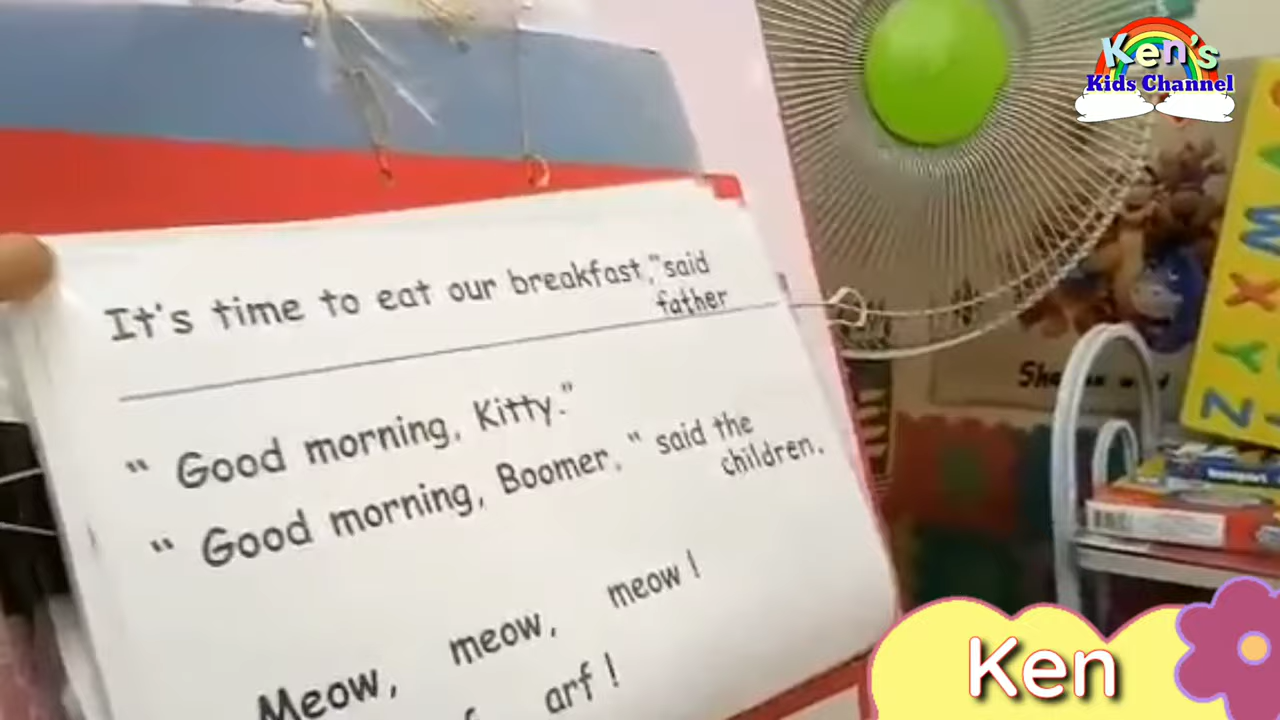 Ken's
Kids Channel
It's time to eat our breakfast,"said
father
" Good morning, Kitty."
" Good morning, Boomer, " said the
children.
Meow, meow, meow !
arf !
W
X
Y
Z
Ken